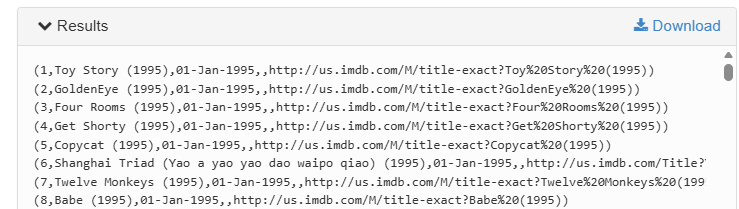 Results
Download
(1,Toy Story (1995),01-Jan-1995,,http://us.imdb.com/M/title-exact?Toy%20Story%20(1995))
(2,GoldenEye (1995),01-Jan-1995,,http://us.imdb.com/M/title-exact?GoldenEye%20(1995))
(3,Four Rooms (1995),01-Jan-1995,,http://us.imdb.com/M/title-exact?Four%20Rooms%20(1995))
(4,Get Shorty (1995),01-Jan-1995,,http://us.imdb.com/M/title-exact?Get%20Shorty%20(1995))
(5,Copycat (1995),01-Jan-1995,,http://us.imdb.com/M/title-exact?Copycat%20(1995))
(6,Shanghai Triad (Yao a yao yao dao waipo qiao) (1995),01-Jan-1995,,http://us.imdb.com/Title?
(7,Twelve Monkeys (1995),01-Jan-1995,,http://us.imdb.com/M/title-exact?Twelve%20Monkeys%20(199
(8,Babe (1995),01-Jan-1995,,http://us.imdb.com/M/title-exact?Babe%20(1995))